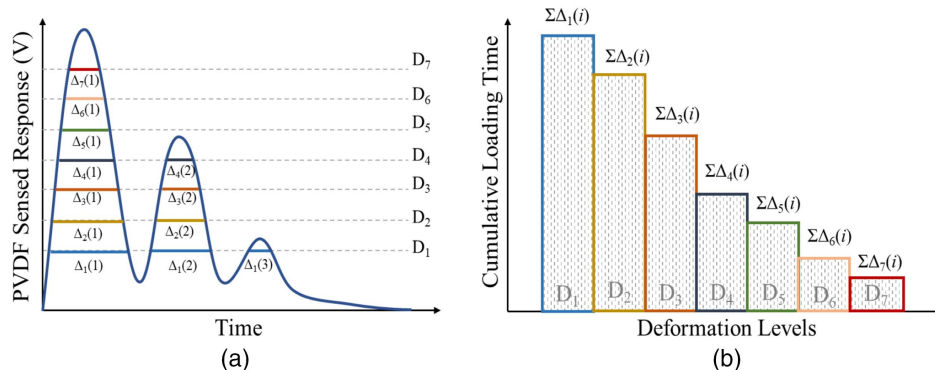 PVDF Sensed Response (V)
D₇
Δ₇(1)
D₆
Δ₆(1)
D₅
Δ₅(1)
D₄
Δ₄(1)
Δ₄(2)
D₃
Δ₃(1)
Δ₃(2)
D₂
Δ₂(1)
Δ₂(2)
D₁
Δ₁(1)
Δ₁(2)
Δ₁(3)
Time
(a)
Cumulative Loading Time
ΣΔ₁(i)
ΣΔ₂(i)
ΣΔ₃(i)
ΣΔ₄(i)
ΣΔ₅(i)
ΣΔ₆(i)
ΣΔ₇(i)
D₁ D₂ D₃ D₄ D₅ D₆ D₇
Deformation Levels
(b)